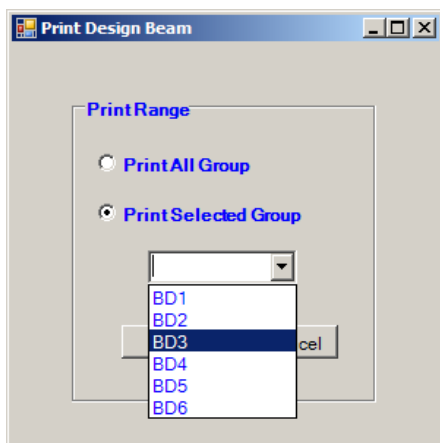 Print Design Beam
Print Range
Print All Group
Print Selected Group
BD1
BD2
BD3
cel
BD4
BD5
BD6